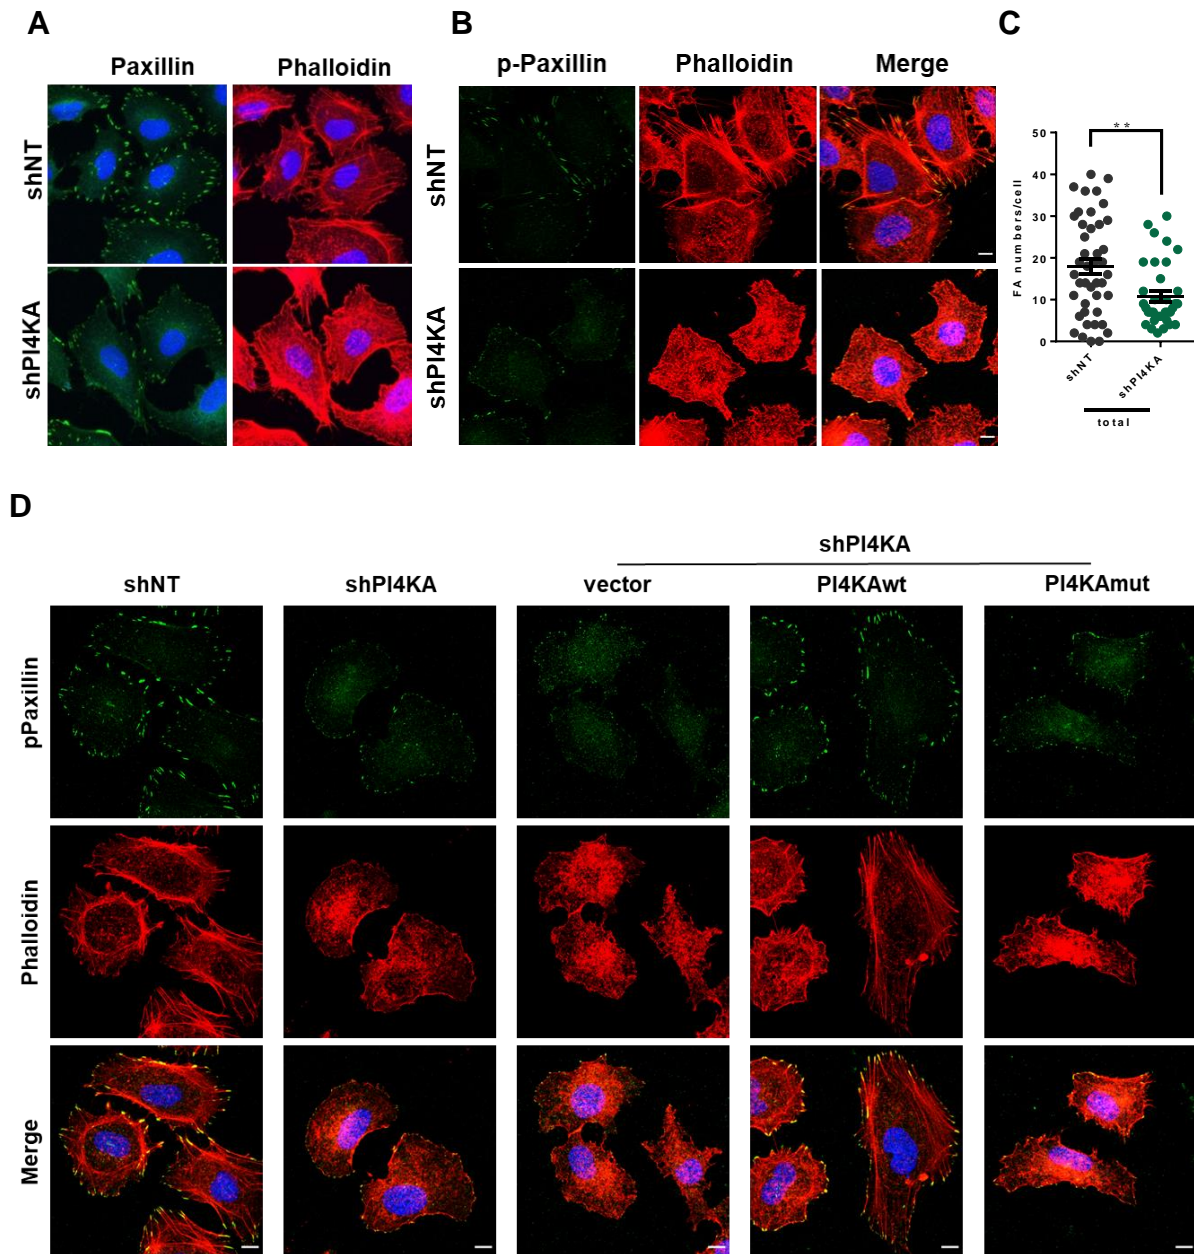 A
B
C
Paxillin
Phalloidin
p-Paxillin
Phalloidin
Merge
shNT
shPI4KA
shNT
shPI4KA
**
FA numbers/cell
50
40
30
20
10
0
shNT
shPI4KA
total
D
shPI4KA
shNT
shPI4KA
vector
PI4KAwt
PI4KAmut
pPaxillin
Phalloidin
Merge